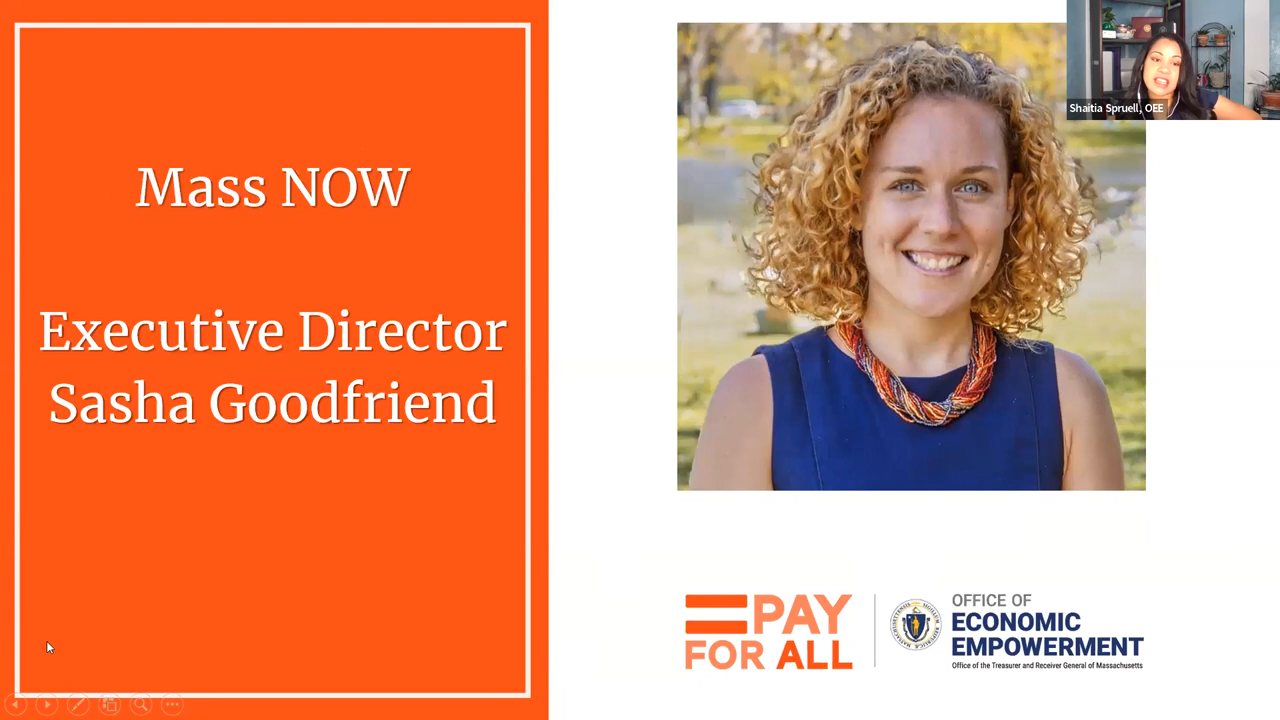 Mass NOW
Executive Director
Sasha Goodfriend
Shaitia Spruell, OEE
=PAY
FOR ALL
OFFICE OF
ECONOMIC
EMPOWERMENT
Office of the Treasurer and Receiver General of Massachusetts